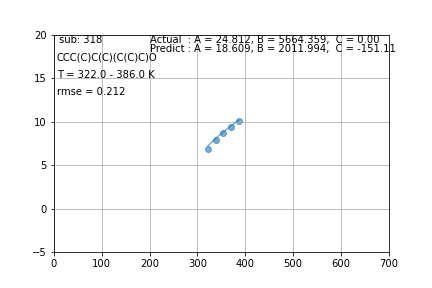 sub: 318
Actual : A = 24.812, B = 5664.359, C = 0.00
Predict : A = 18.609, B = 2011.994, C = -151.11
CCC(C)C(C)(C(C)C)O
T = 322.0 - 386.0 K
rmse = 0.212
20
15
10
5
0
−5
0 100 200 300 400 500 600 700